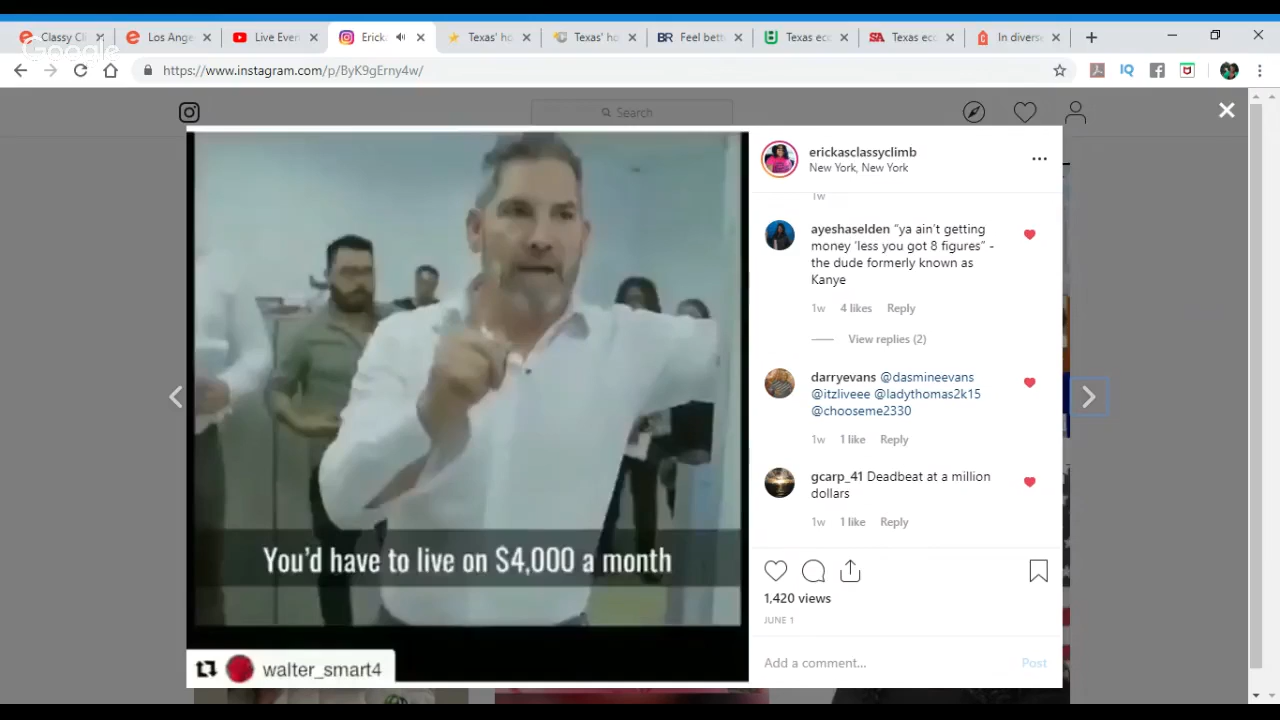 Classy Cl
Los Ange
Live Even
Ericka
Texas' ho
Texas' ho
Feel bett
Texas ecc
Texas ecc
In divers
Google
https://www.instagram.com/p/ByK9gErny4w/
Search
erickasclassyclimb
New York, New York
1w
ayeshaselden “ya ain’t getting
money ‘less you got 8 figures” -
the dude formerly known as
Kanye
1w 4 likes Reply
View replies (2)
darryevans @dasmineevans
@itzliveee @ladythomas2k15
@chooseme2330
1w 1 like Reply
gcarp_41 Deadbeat at a million
dollars
1w 1 like Reply
You'd have to live on $4,000 a month
1,420 views
JUNE 1
walter_smart4
Add a comment...
Post